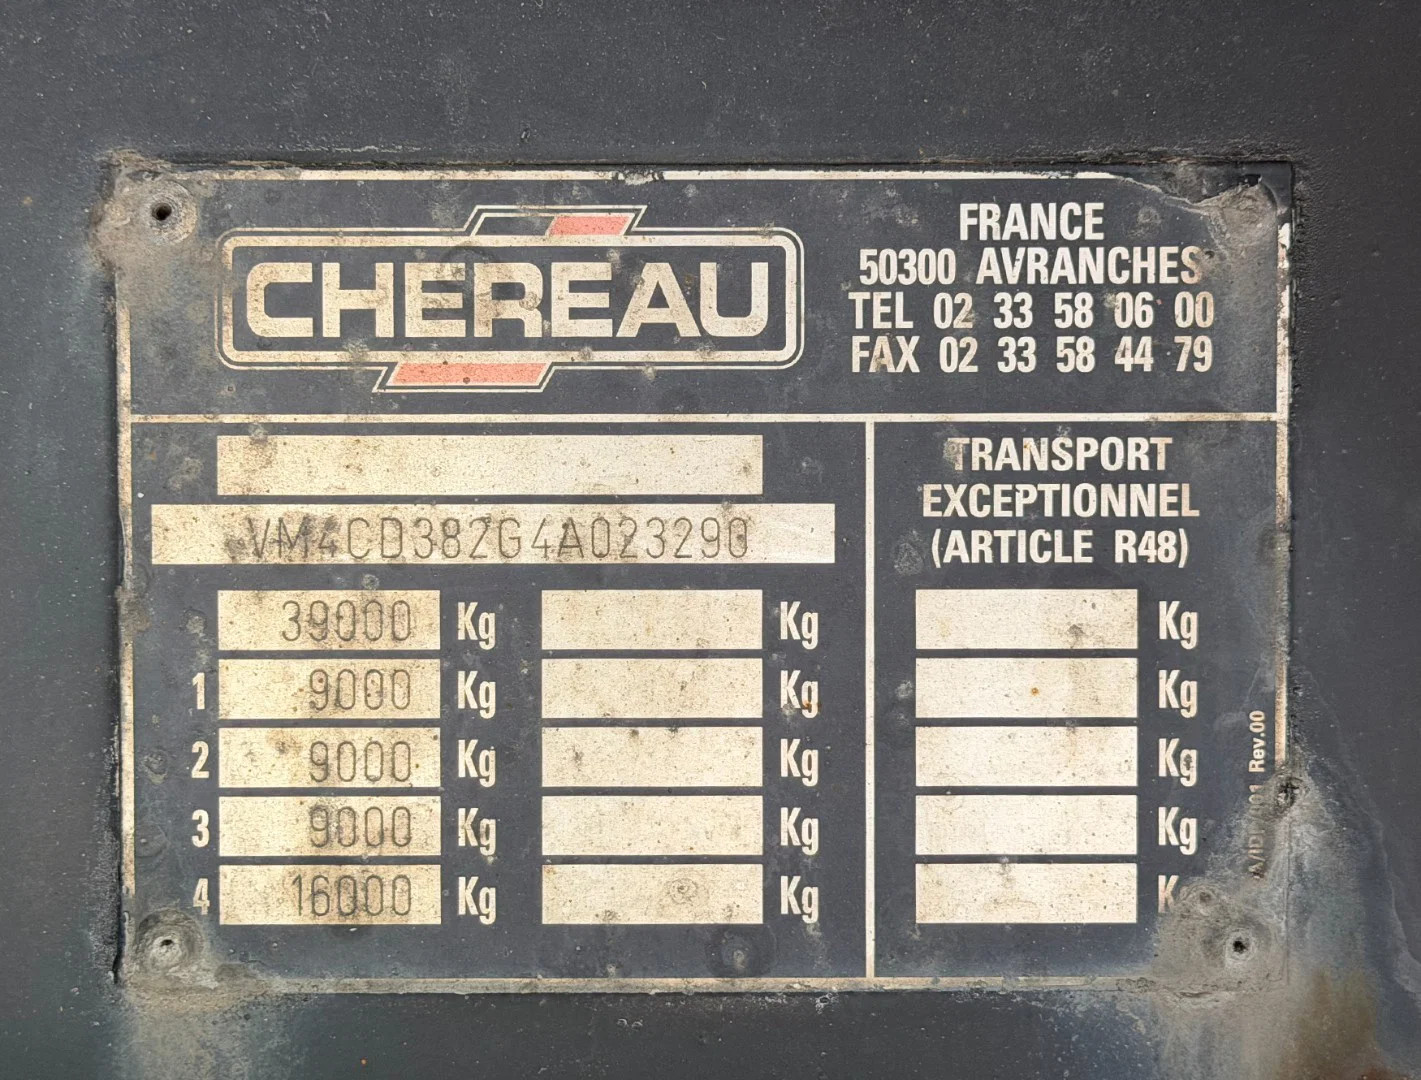 CHEREAU
FRANCE
50300 AVRANCHES
TEL 02 33 58 06 00
FAX 02 33 58 44 79
VM4CD38ZG4A023290
39000 Kg Kg
1 9000 Kg Kg
2 9000 Kg Kg
3 9000 Kg Kg
4 16000 Kg Kg
TRANSPORT
EXCEPTIONNEL
(ARTICLE R48)
Kg
Kg
Kg
Kg
Rev.00